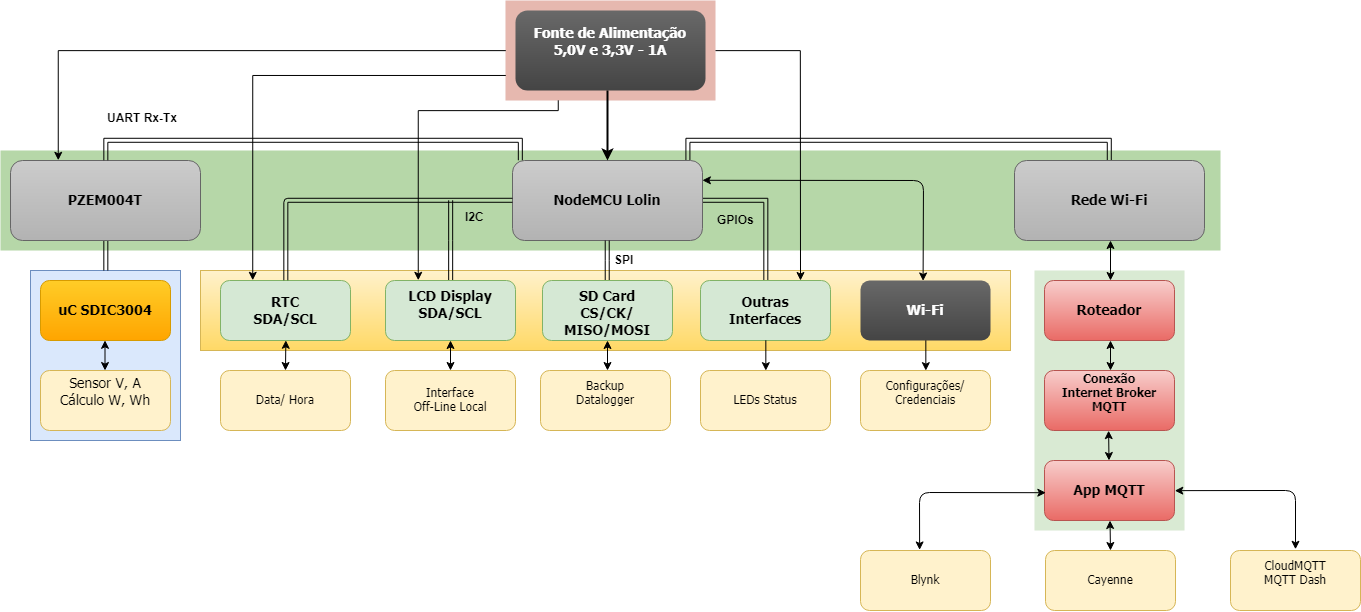 Fonte de Alimentação
5,0V e 3,3V - 1A
UART Rx-Tx
PZEM004T
NodeMCU Lolin
Rede Wi-Fi
I2C
GPIOs
SPI
uC SDIC3004
RTC
SDA/SCL
LCD Display
SDA/SCL
SD Card
CS/CK/
MISO/MOSI
Outras
Interfaces
Wi-Fi
Roteador
Sensor V, A
Cálculo W, Wh
Data/ Hora
Interface
Off-Line Local
Backup
Datalogger
LEDs Status
Configurações/
Credenciais
Conexão
Internet Broker
MQTT
App MQTT
Blynk
Cayenne
CloudMQTT
MQTT Dash